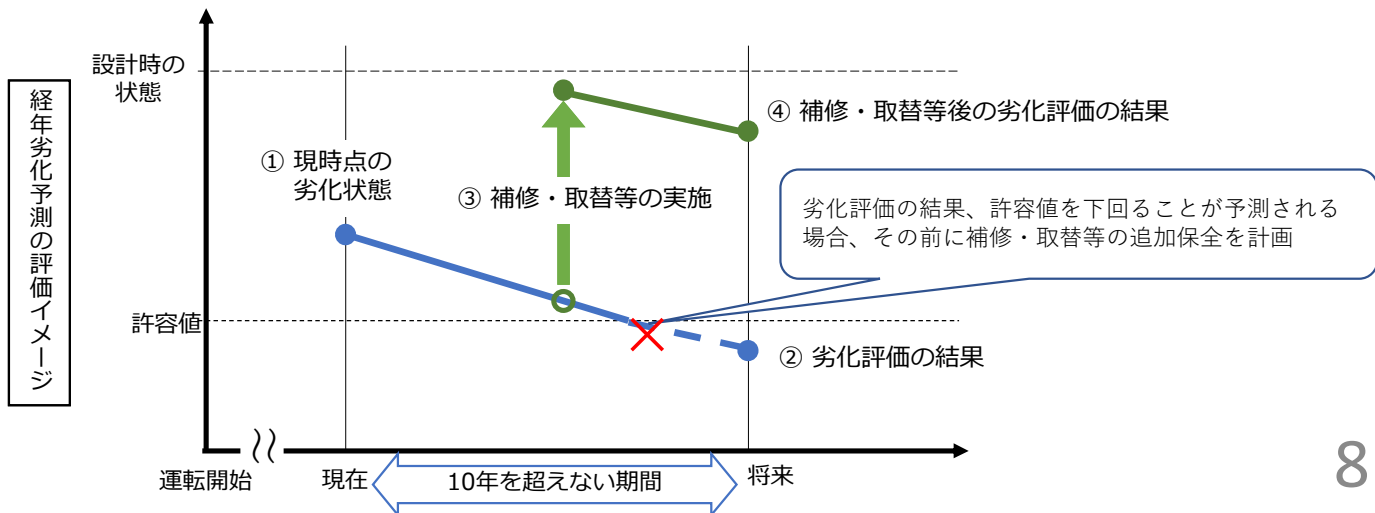 経年劣化予測の評価イメージ
設計時の
状態
① 現時点の
劣化状態
③ 補修・取替等の実施
④ 補修・取替等後の劣化評価の結果
劣化評価の結果、許容値を下回ることが予測される
場合、その前に補修・取替等の追加保全を計画
許容値
② 劣化評価の結果
運転開始
現在
10年を超えない期間
将来
8